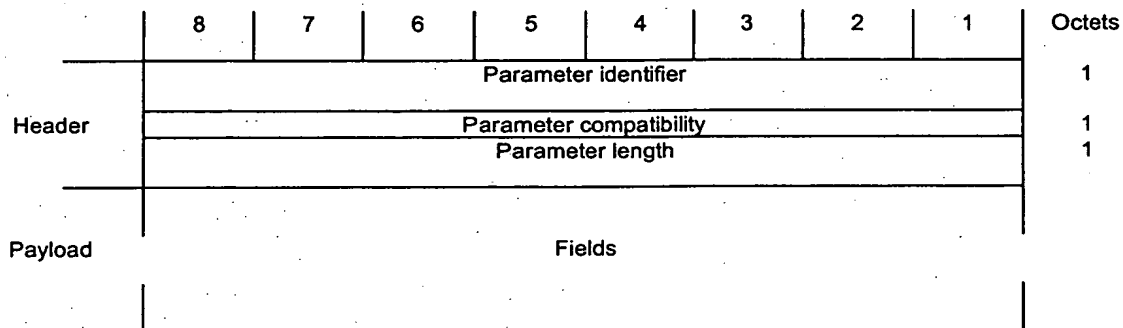 8 7 6 5 4 3 2 1 Octets
Parameter identifier 1
Header Parameter compatibility 1
Parameter length 1
Payload Fields